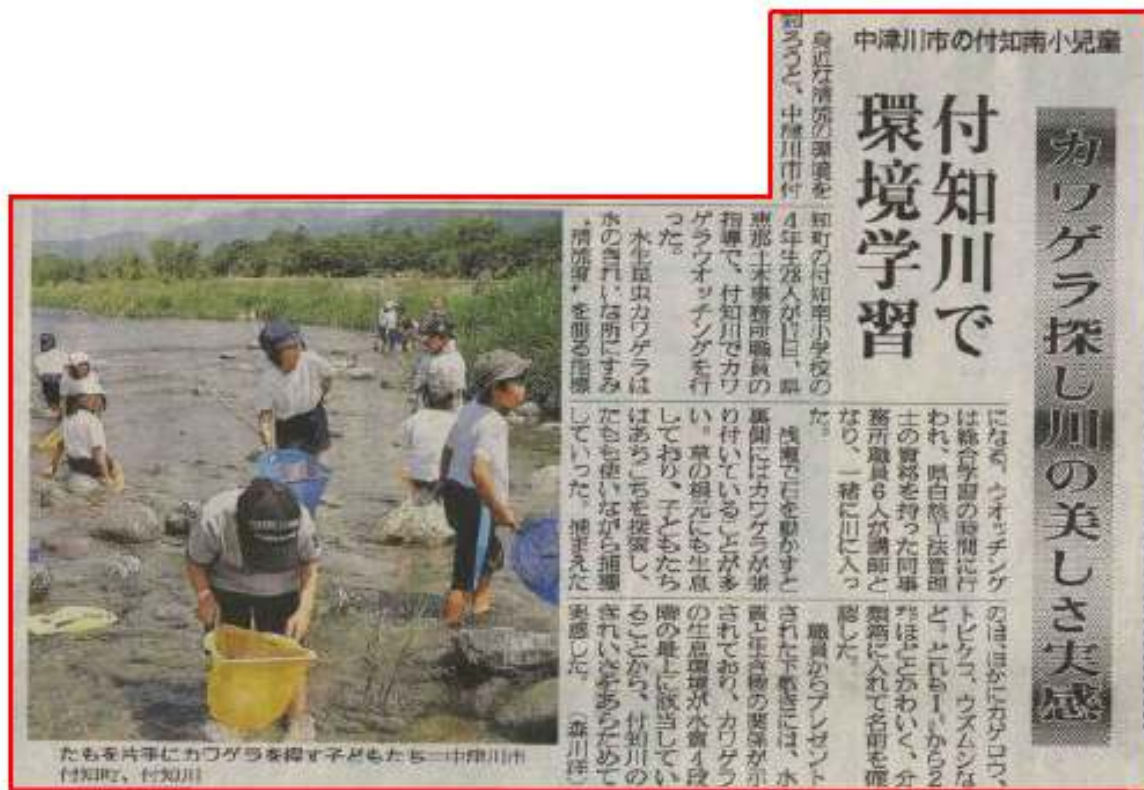 中津川市の付知南小児童
カワゲラ探し川の美しさ実感
付知川で
環境学習
身近な清流の環境を
ろうと、中津川市付
知町の付知南小学校の
4年生28人が 日、県
恵那土木事務所職員の
指導で、付知川でカワ
ゲラウオッチングを行
った。
水生昆虫カワゲラは
水のきれいな所にすみ
“清流度”を測る指標
になる。ウオッチング
は総合学習の時間に行
われ、県自然工法管理
士の資格を持った同事
務所職員6人が講師と
なり、一緒に川に入っ
た。
浅瀬で石を動かすと
裏側にはカワゲラが張
り付いていることが多
い。草の根元にも生息
しており、子どもたち
はあちこちを探索し、
たもも使いながら捕獲
していった。捕まえた
のは、ほかにカゲロウ、
トビケラ、ウズムシな
ど。どれも1㌢から2
㌢ほどとかわいく、分
類箱に入れて名前を確
認した。
職員からプレゼント
された下敷きには、水
質と生き物の関係が示
されており、カワゲラ
の生息環境が水質4段
階の最上に該当してい
ることから、付知川の
きれいさをあらためて
実感した。（森川洋）
たもを片手にカワゲラを探す子どもたち＝中津川市
付知町、付知川